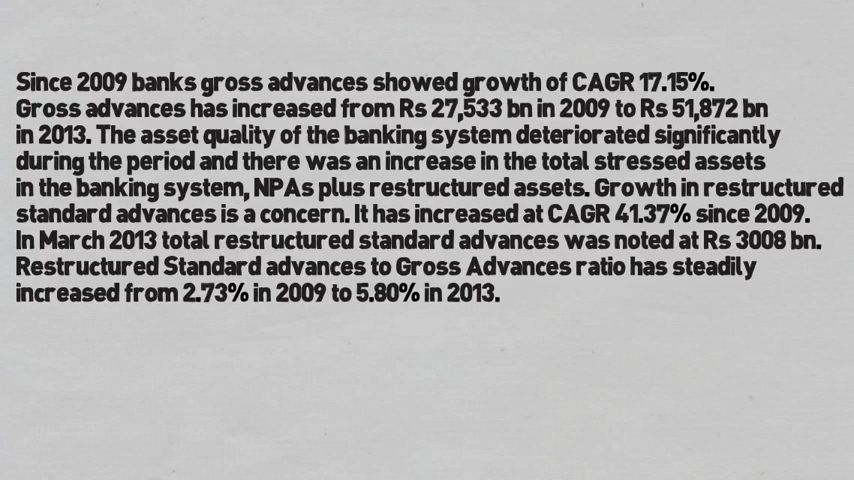 Since 2009 banks gross advances showed growth of CAGR 17.15%.
Gross advances has increased from Rs 27,533 bn in 2009 to Rs 51,872 bn
in 2013. The asset quality of the banking system deteriorated significantly
during the period and there was an increase in the total stressed assets
in the banking system, NPAs plus restructured assets. Growth in restructured
standard advances is a concern. It has increased at CAGR 41.37% since 2009.
In March 2013 total restructured standard advances was noted at Rs 3008 bn.
Restructured Standard advances to Gross Advances ratio has steadily
increased from 2.73% in 2009 to 5.80% in 2013.